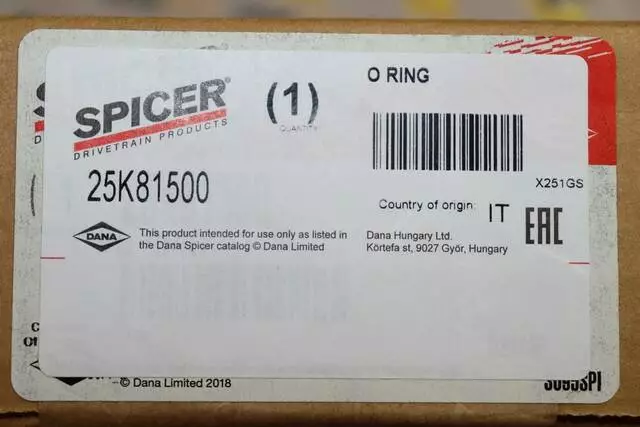 SPICER®
DRIVETRAIN PRODUCTS
(1)
QUANTITY
O RING
25K81500
X251GS
Country of origin: IT
EAC
DANA
This product intended for use only as listed in
the Dana Spicer catalog © Dana Limited
Dana Hungary Ltd.
Körtefa st, 9027 Győr, Hungary
© Dana Limited 2018